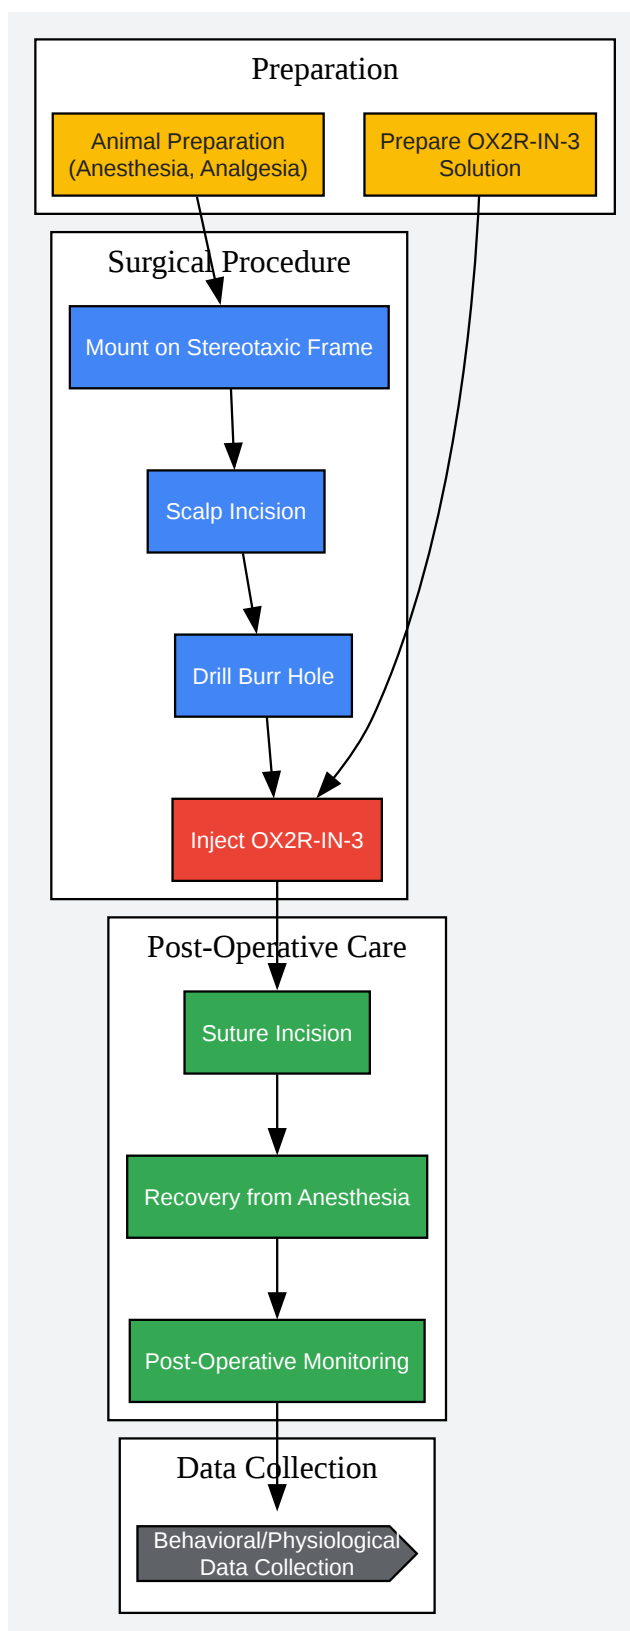 Preparation
Animal Preparation
(Anesthesia, Analgesia)
Prepare OX2R-IN-3
Solution
Surgical Procedure
Mount on Stereotaxic Frame
Scalp Incision
Drill Burr Hole
Inject OX2R-IN-3
Post-Operative Care
Suture Incision
Recovery from Anesthesia
Post-Operative Monitoring
Data Collection
Behavioral/Physiological
Data Collection